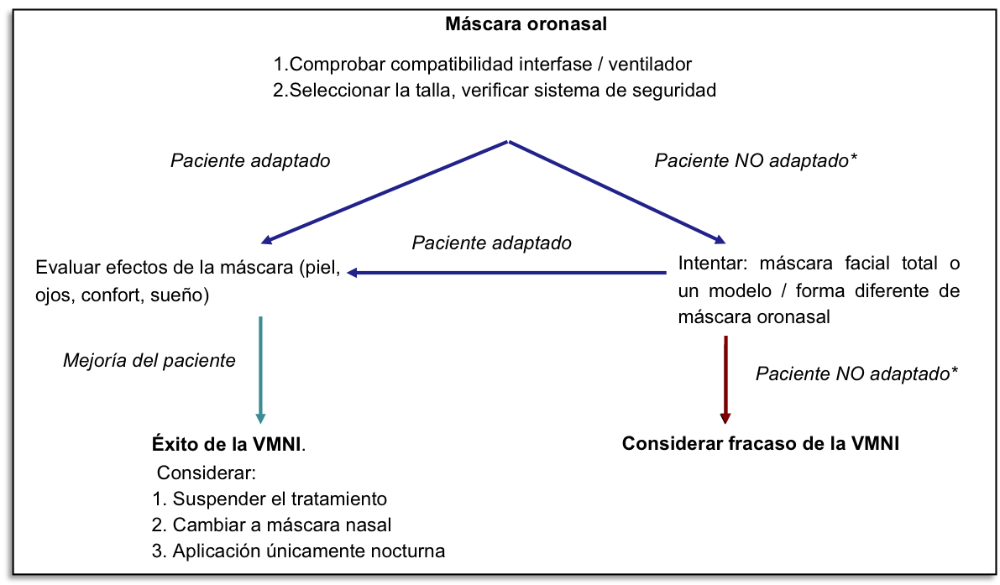 Máscara oronasal
1.Comprobar compatibilidad interfase / ventilador
2.Seleccionar la talla, verificar sistema de seguridad
Paciente adaptado
Paciente NO adaptado*
Paciente adaptado
Evaluar efectos de la máscara (piel,
ojos, confort, sueño)
Intentar: máscara facial total o
un modelo / forma diferente de
máscara oronasal
Mejoría del paciente
Paciente NO adaptado*
Éxito de la VMNI.
Considerar:
1. Suspender el tratamiento
2. Cambiar a máscara nasal
3. Aplicación únicamente nocturna
Considerar fracaso de la VMNI